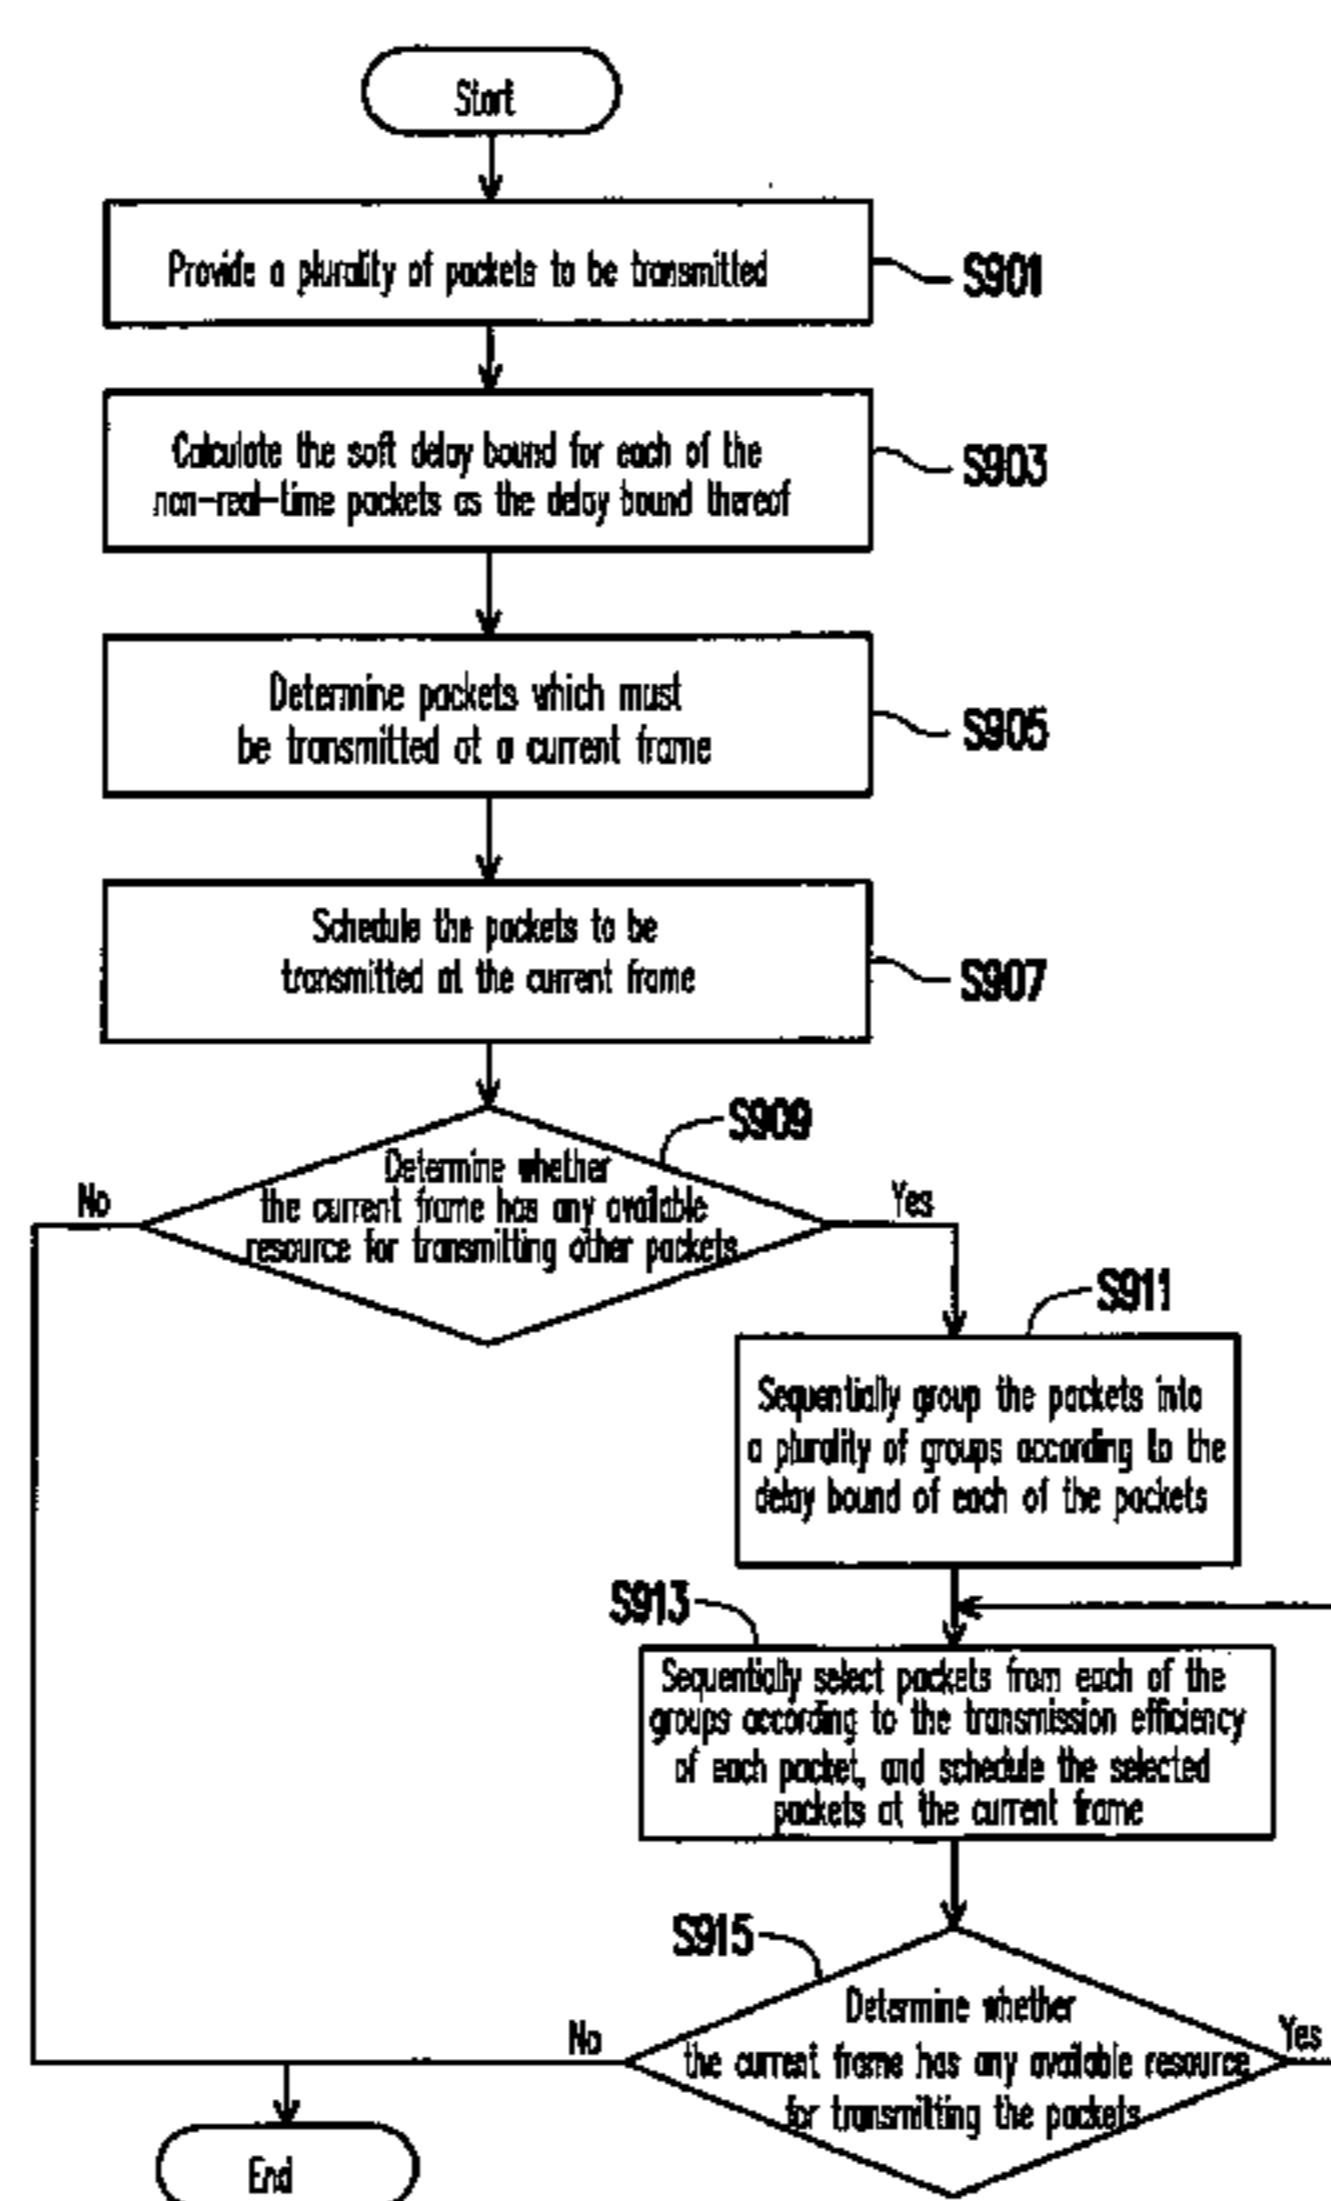 Start
Provide a plurality of packets to be transmitted
S901
Calculate the soft delay bound for each of the
non-real-time packets as the delay bound thereof
S903
Determine packets which must
be transmitted at a current frame
S905
Schedule the packets to be
transmitted at the current frame
S907
S909
Determine whether
the current frame has any available
resource for transmitting other packets
No
Yes
S911
Sequentially group the packets into
a plurality of groups according to the
delay bound of each of the packets
S913
Sequentially select packets from each of the
groups according to the transmission efficiency
of each packet, and schedule the selected
packets at the current frame
S915
Determine whether
the current frame has any available resource
for transmitting the packets
No
Yes
End